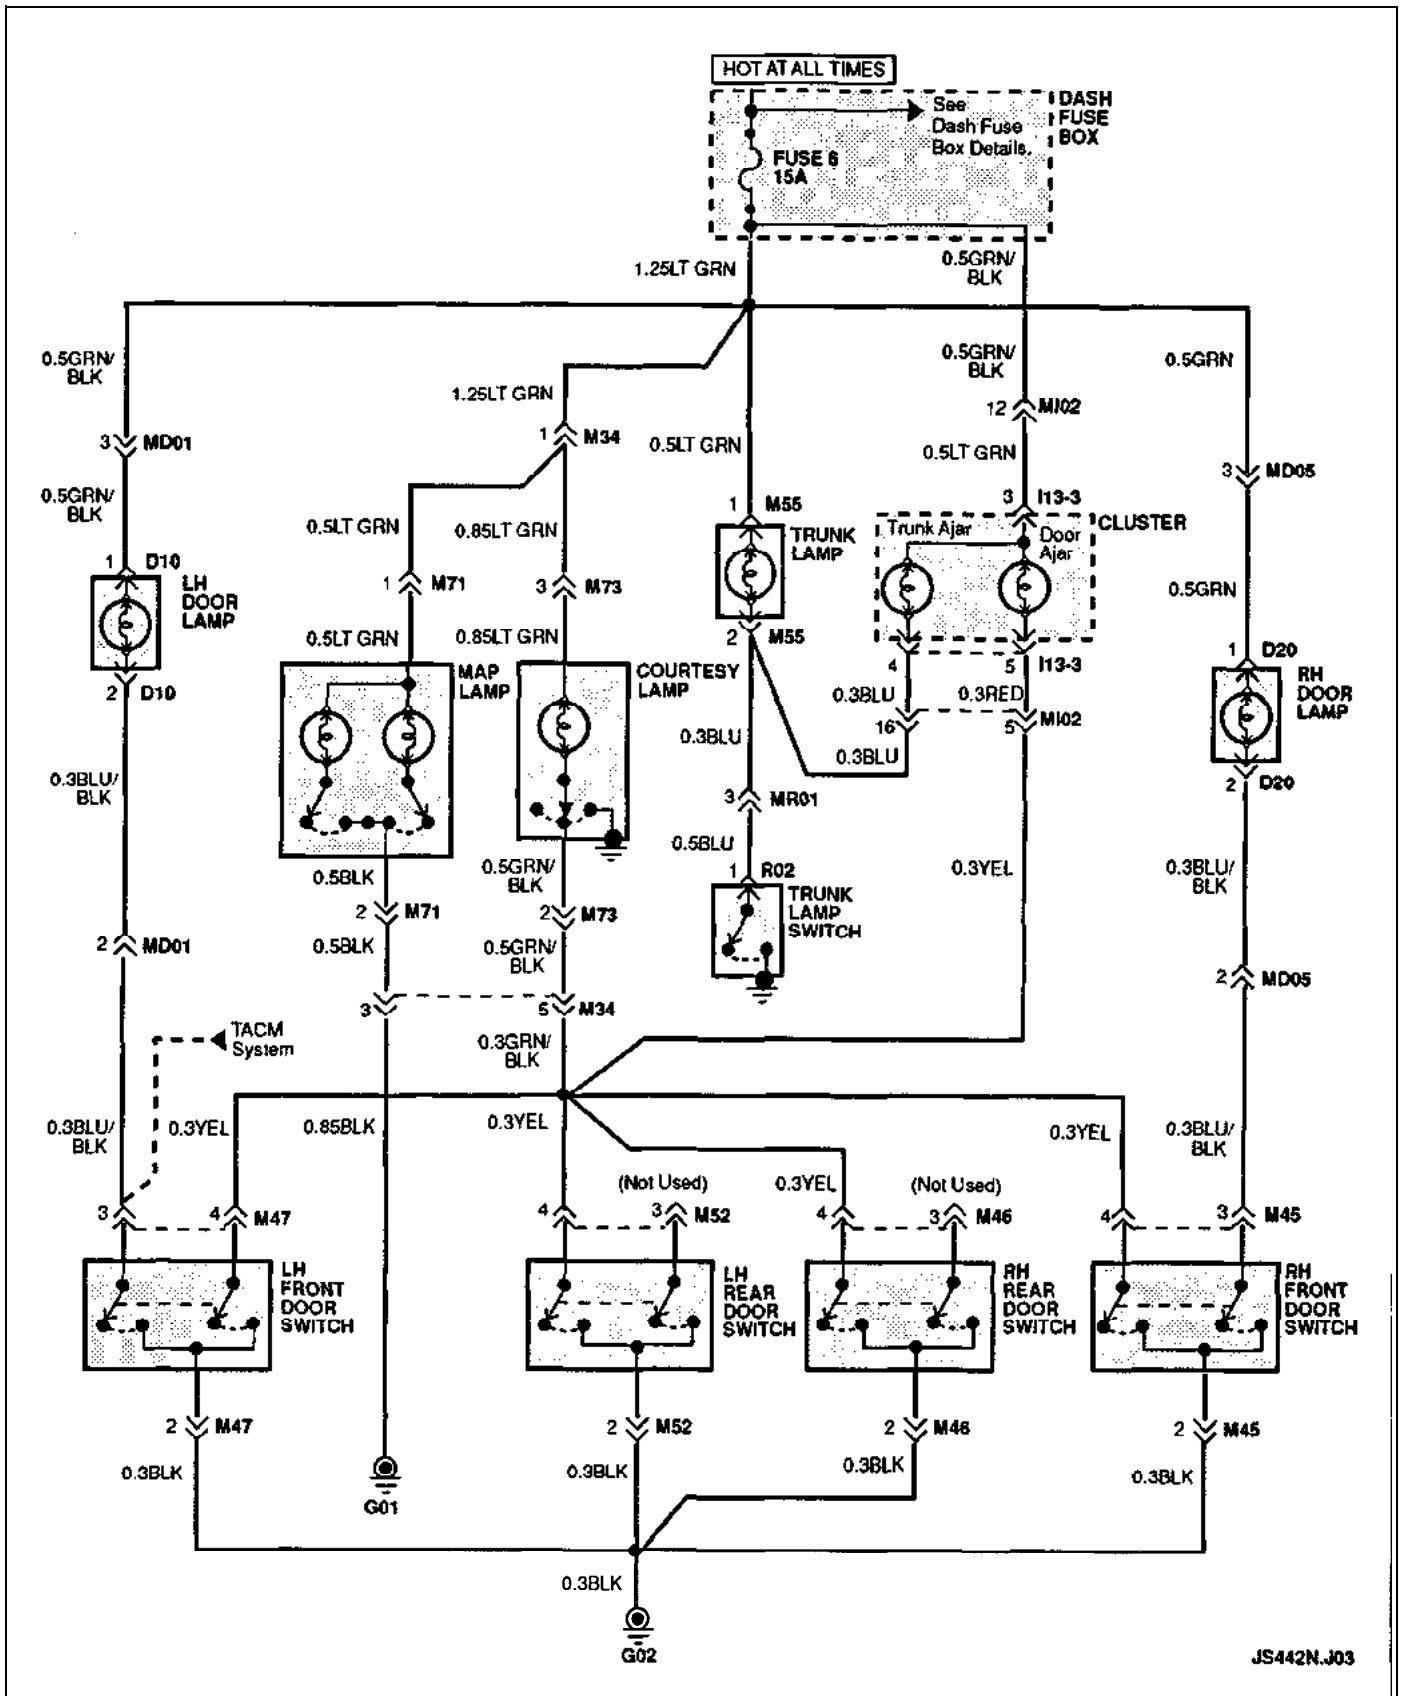 HOT AT ALL TIMES
See
Dash Fuse
Box Details.
DASH
FUSE
BOX
FUSE 6
15A
1.25LT GRN
0.5GRN/
BLK
0.5GRN/
BLK
1.25LT GRN
0.5LT GRN
0.5GRN/
BLK
0.5GRN
12 MI02
3 MD01
1 M34
0.5LT GRN
3 MD05
0.5GRN/
BLK
0.5LT GRN
0.85LT GRN
1 M55
3 I13-3
TRUNK
LAMP
Trunk Ajar
Door
Ajar
CLUSTER
1 D10
LH
DOOR
LAMP
1 M71
3 M73
0.5GRN
0.5LT GRN
0.85LT GRN
2 M55
4
5 I13-3
1 D20
RH
DOOR
LAMP
2 D10
MAP
LAMP
COURTESY
LAMP
0.3BLU
0.3RED
16
5 MI02
0.3BLU
0.3BLU
2 D20
0.3BLU/
BLK
3 MR01
0.5BLU
0.5BLK
0.5GRN/
BLK
1 R02
TRUNK
LAMP
SWITCH
0.3YEL
0.3BLU/
BLK
2 M71
2 M73
2 MD01
0.5BLK
0.5GRN/
BLK
2 MD05
3
5 M34
TACM
System
0.3GRN/
BLK
0.3BLU/
BLK
0.3YEL
0.85BLK
0.3YEL
0.3YEL
0.3BLU/
BLK
(Not Used)
0.3YEL
(Not Used)
3
4 M47
4
3 M52
4
3 M46
4
3 M45
LH
FRONT
DOOR
SWITCH
LH
REAR
DOOR
SWITCH
RH
REAR
DOOR
SWITCH
RH
FRONT
DOOR
SWITCH
2 M47
2 M52
2 M46
2 M45
0.3BLK
0.3BLK
0.3BLK
0.3BLK
G01
0.3BLK
G02
JS442N.J03